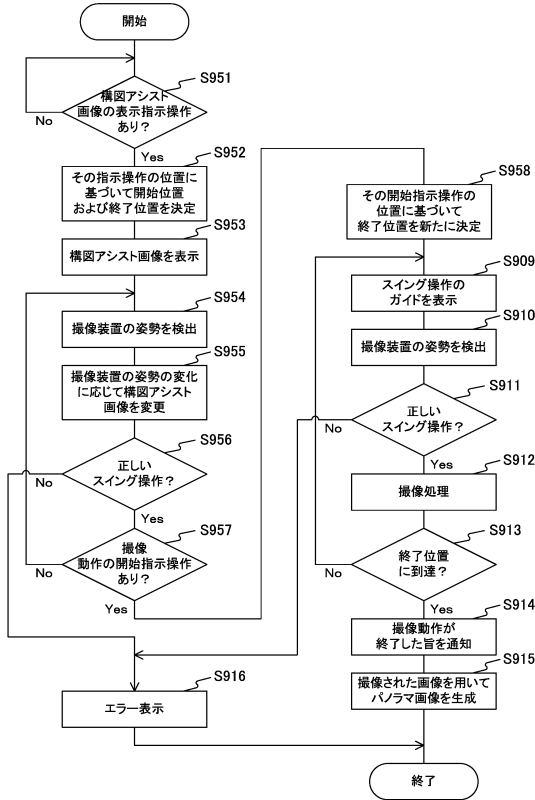 開始
S951
構図アシスト
画像の表示指示操作
あり？
No
Yes
S952
その指示操作の位置に
基づいて開始位置
および終了位置を決定
S953
構図アシスト画像を表示
S954
撮像装置の姿勢を検出
S955
撮像装置の姿勢の変化
に応じて構図アシスト
画像を変更
S956
正しい
スイング操作？
No
Yes
S957
撮像
動作の開始指示操作
あり？
No
Yes
S916
エラー表示
S958
その開始指示操作の
位置に基づいて
終了位置を新たに決定
S909
スイング操作の
ガイドを表示
S910
撮像装置の姿勢を検出
S911
正しい
スイング操作？
No
Yes
S912
撮像処理
S913
終了位置
に到達？
No
Yes
S914
撮像動作が
終了した旨を通知
S915
撮像された画像を用いて
パノラマ画像を生成
終了